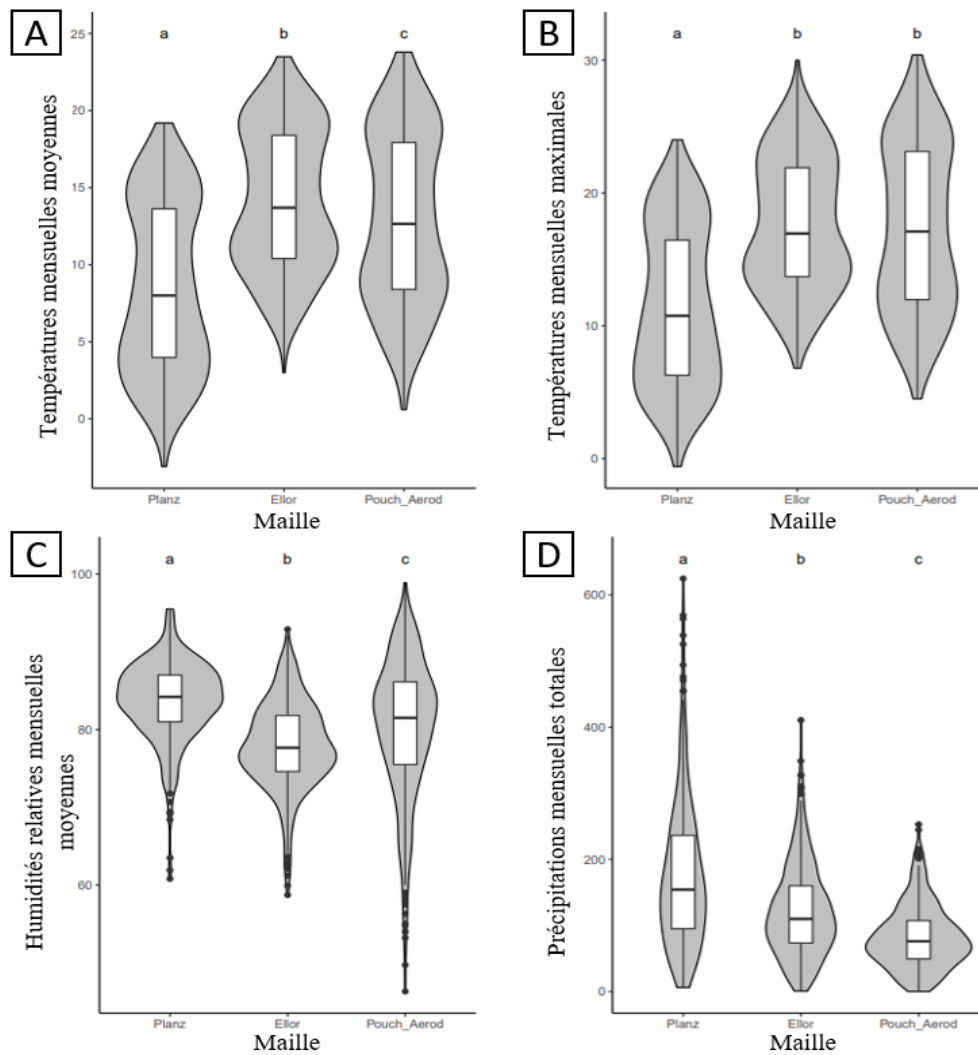 A
Températures mensuelles moyennes
25
20
15
10
5
0
a b c
Planz Ellor Pouch_Aerod
Maille
B
Températures mensuelles maximales
30
20
10
0
a b b
Planz Ellor Pouch_Aerod
Maille
C
Humidités relatives mensuelles
moyennes
100
80
60
a b c
Planz Ellor Pouch_Aerod
Maille
D
Précipitations mensuelles totales
600
400
200
0
a b c
Planz Ellor Pouch_Aerod
Maille